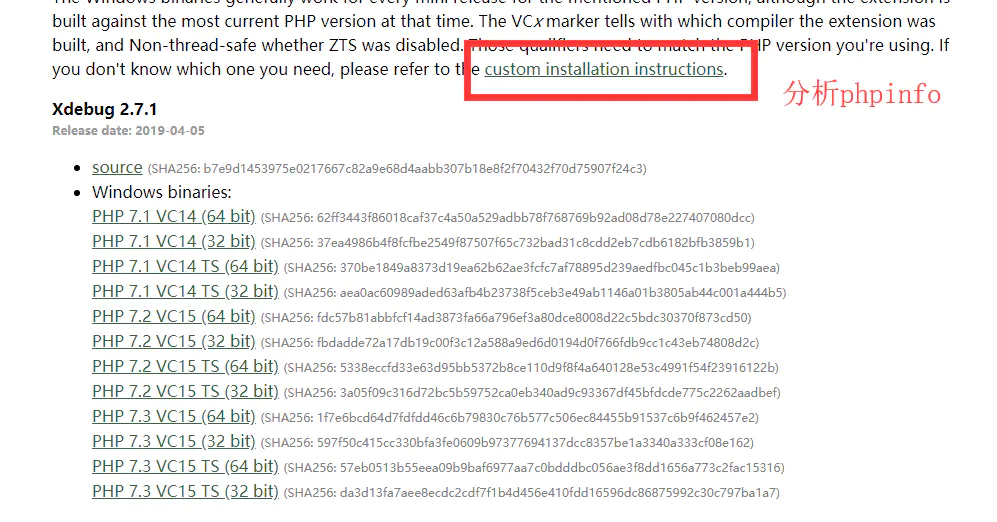 The Windows binaries generally work for every mini release for the mentioned PHP version, although the extension is
built against the most current PHP version at that time. The VCx marker tells with which compiler the extension was
built, and Non-thread-safe whether ZTS was disabled. Those qualifiers need to match the PHP version you're using. If
you don't know which one you need, please refer to the custom installation instructions.
分析phpinfo
Xdebug 2.7.1
Release date: 2019-04-05
source (SHA256: b7e9d1453975e0217667c82a9e68d4aabb307b18e8f2f70432f70d75907f24c3)
Windows binaries:
PHP 7.1 VC14 (64 bit) (SHA256: 62ff3443f86018caf37c4a50a529adbb78f768769b92ad08d78e227407080dcc)
PHP 7.1 VC14 (32 bit) (SHA256: 37ea4986b4f8fcfbe2549f87507f65c732bad31c8cdd2eb7cdb6182bfb3859b1)
PHP 7.1 VC14 TS (64 bit) (SHA256: 370be1849a8373d19ea62b62ae3fcfc7af78895d239aedfbc045c1b3beb99aea)
PHP 7.1 VC14 TS (32 bit) (SHA256: aea0ac60989aded63afb4b23738f5ceb3e49ab1146a01b3805ab44c001a444b5)
PHP 7.2 VC15 (64 bit) (SHA256: fdc57b81abbfcf14ad3873fa66a796ef3a80dce8008d22c5bdc30370f873cd50)
PHP 7.2 VC15 (32 bit) (SHA256: fbdadde72a17db19c00f3c12a588a9ed6d0194d0f766fdb9cc1c43eb74808d2c)
PHP 7.2 VC15 TS (64 bit) (SHA256: 5338eccfd33e63d95bb5372b8ce110d9f8f4a640128e53c4991f54f23916122b)
PHP 7.2 VC15 TS (32 bit) (SHA256: 3a05f09c316d72bc5b59752ca0eb340ad9c93367df45bfdcde775c2262aadbef)
PHP 7.3 VC15 (64 bit) (SHA256: 1f7e6bcd64d7fdfdd46c6b79830c76b577c506ec84455b91537c6b9f462457e2)
PHP 7.3 VC15 (32 bit) (SHA256: 597f50c415cc330bfa3fe0609b97377694137dcc8357be1a3340a333cf08e162)
PHP 7.3 VC15 TS (64 bit) (SHA256: 57eb0513b55eea09b9baf6977aa7c0bdddbc056ae3f8dd1656a773c2fac15316)
PHP 7.3 VC15 TS (32 bit) (SHA256: da3d13fa7aee8ecdc2cdf7f1b4d456e410fdd16596dc86875992c30c797ba1a7)